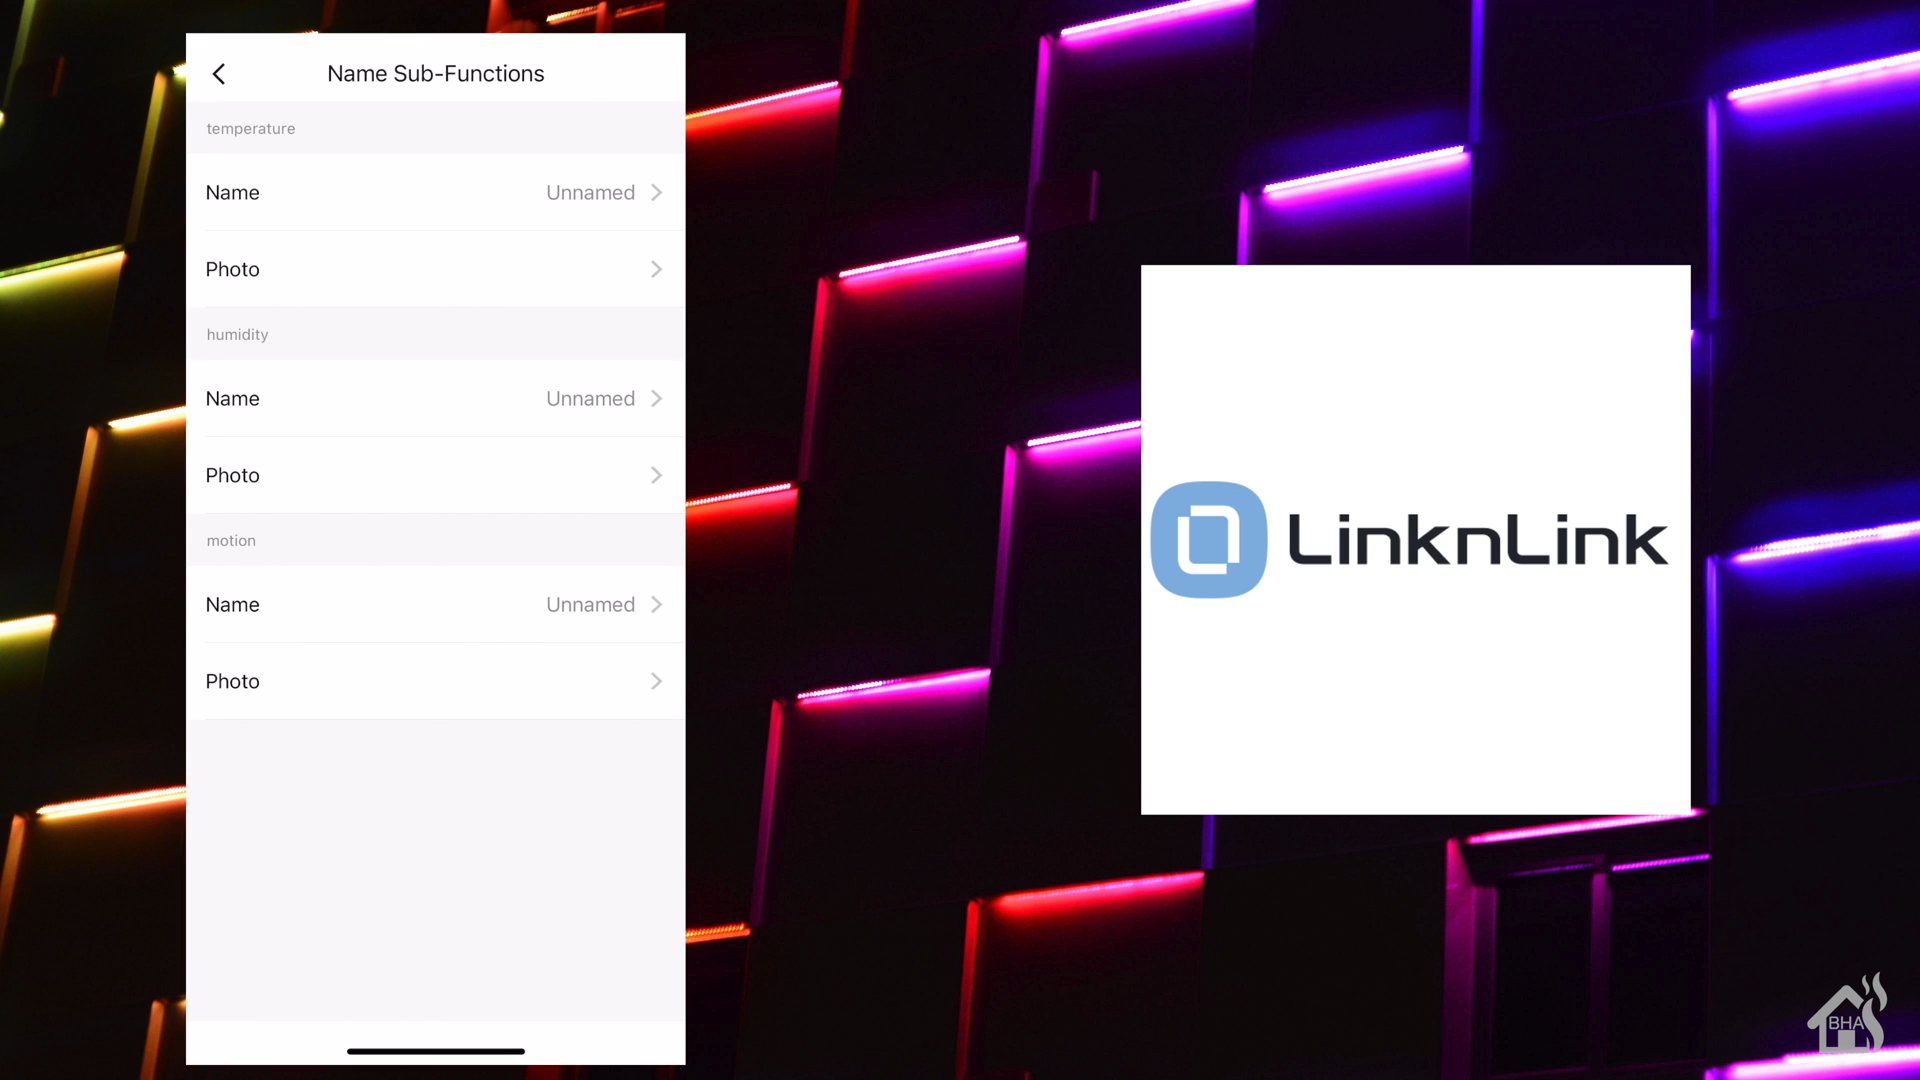 Name Sub-Functions
temperature
Name Unnamed
Photo
humidity
Name Unnamed
Photo
motion
Name Unnamed
Photo
LinknLink
BHA